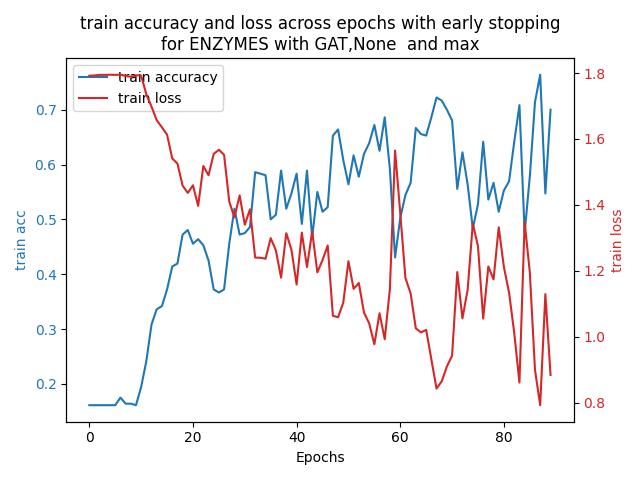 train accuracy and loss across epochs with early stopping
for ENZYMES with GAT,None  and max
train accuracy
train loss
0.7
0.6
0.5
0.4
0.3
0.2
train acc
1.8
1.6
1.4
1.2
1.0
0.8
train loss
0
20
40
60
80
Epochs